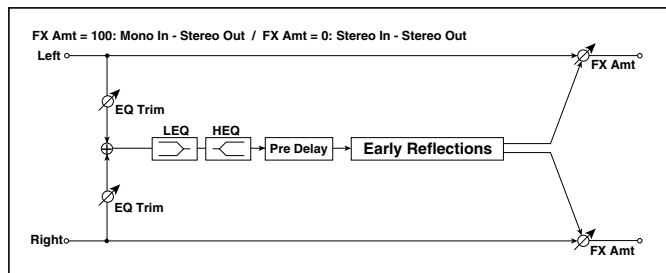 FX Amt = 100: Mono In - Stereo Out / FX Amt = 0: Stereo In - Stereo Out
Left
FX Amt
EQ Trim
LEQ
HEQ
Pre Delay
Early Reflections
EQ Trim
Right
FX Amt